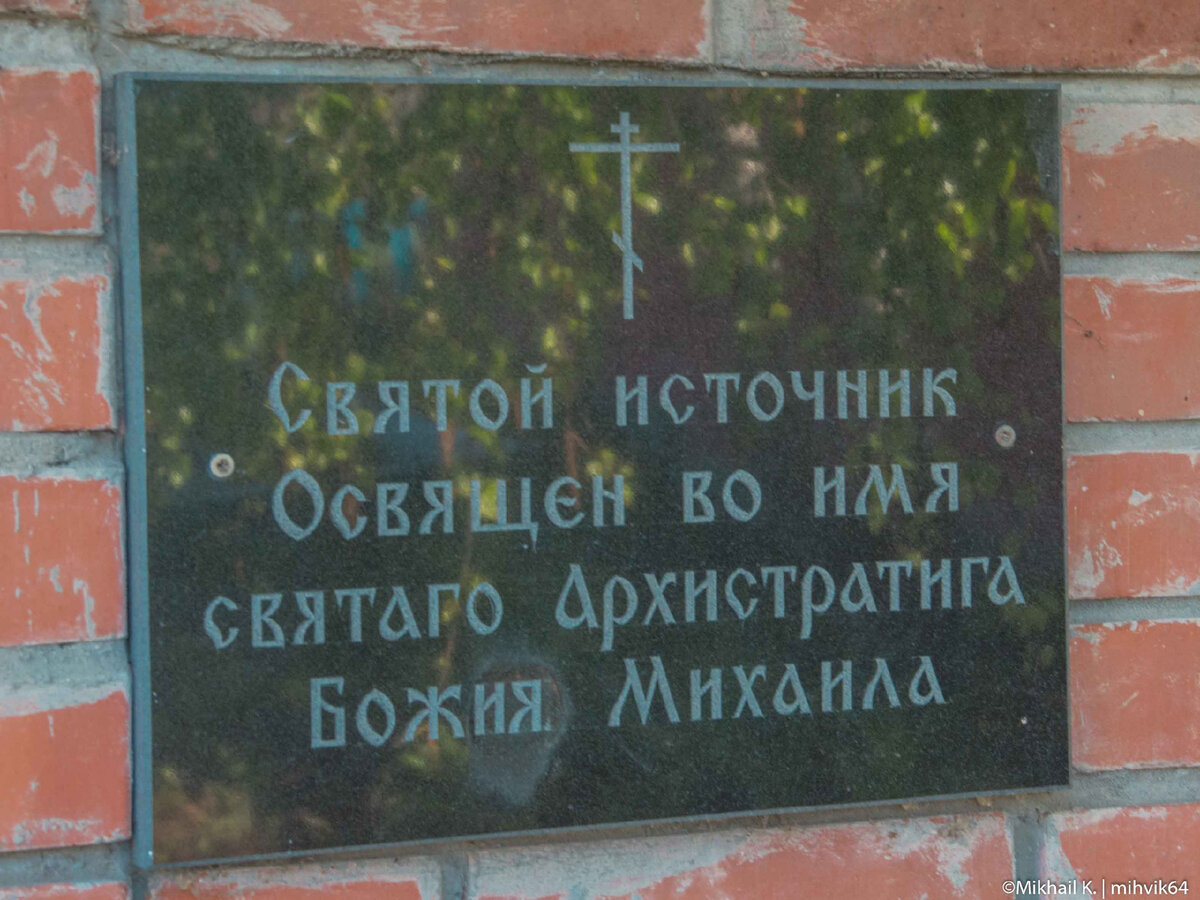 Святой источник
Освящен во имя
святаго Архистратига
Божия Михаила
©Mikhail K. | mihvik64